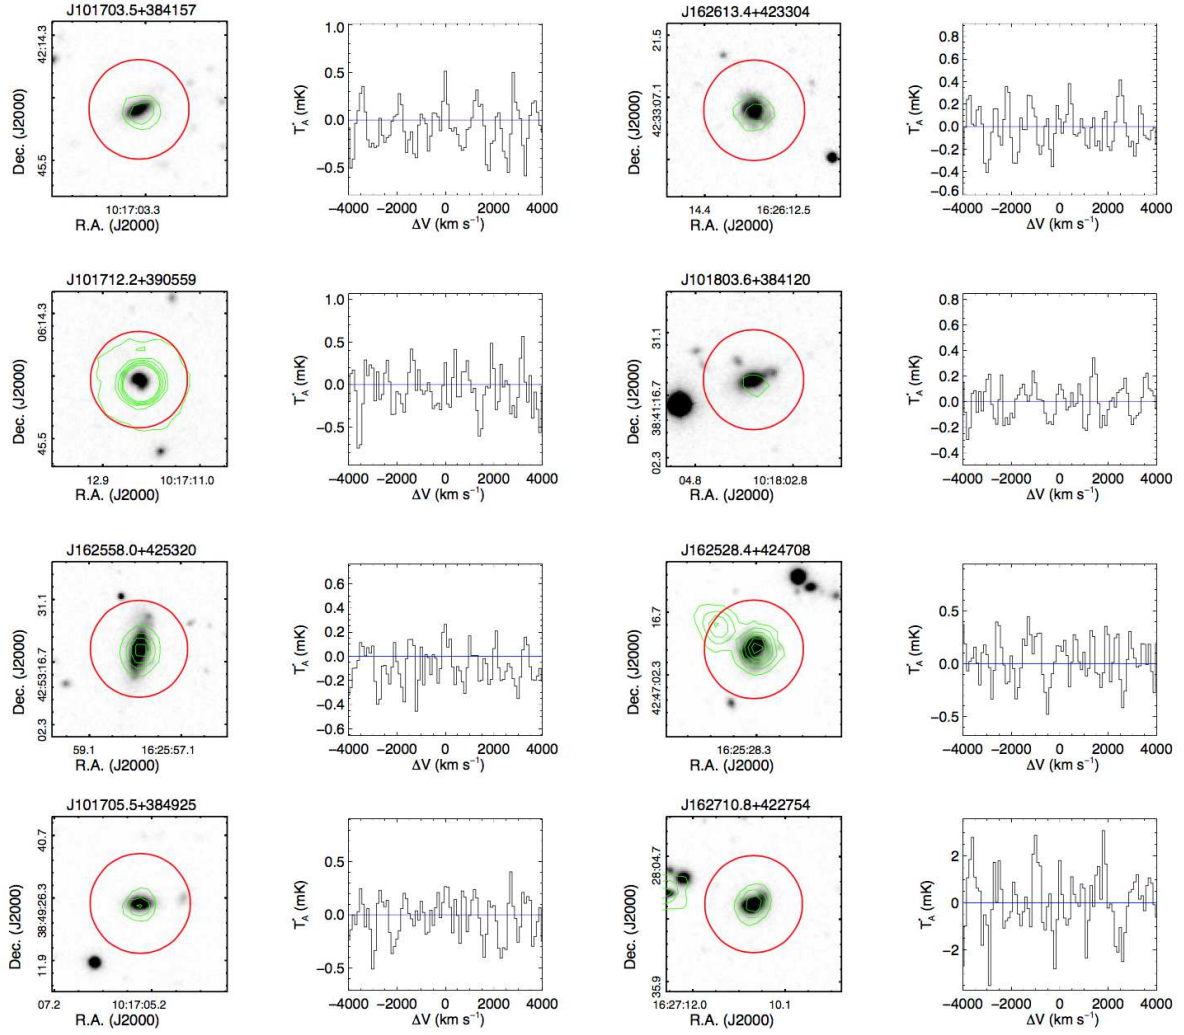 J101703.5+384157
Dec. (J2000)
42:14.3
45.5
10:17:03.3
R.A. (J2000)
T*A (mK)
1.0
0.5
0.0
-0.5
-4000 -2000 0 2000 4000
ΔV (km s⁻¹)
J162613.4+423304
Dec. (J2000)
21.5
42:33:07.1
14.4 16:26:12.5
R.A. (J2000)
T*A (mK)
0.8
0.6
0.4
0.2
0.0
-0.2
-0.4
-0.6
-4000 -2000 0 2000 4000
ΔV (km s⁻¹)
J101712.2+390559
Dec. (J2000)
06:14.3
45.5
12.9 10:17:11.0
R.A. (J2000)
T*A (mK)
1.0
0.5
0.0
-0.5
-4000 -2000 0 2000 4000
ΔV (km s⁻¹)
J101803.6+384120
Dec. (J2000)
31.1
38:41:16.7
02.3
04.8 10:18:02.8
R.A. (J2000)
T*A (mK)
0.8
0.6
0.4
0.2
0.0
-0.2
-0.4
-4000 -2000 0 2000 4000
ΔV (km s⁻¹)
J162558.0+425320
Dec. (J2000)
31.1
42:53:16.7
02.3
59.1 16:25:57.1
R.A. (J2000)
T*A (mK)
0.6
0.4
0.2
0.0
-0.2
-0.4
-0.6
-4000 -2000 0 2000 4000
ΔV (km s⁻¹)
J162528.4+424708
Dec. (J2000)
16.7
42:47:02.3
16:25:28.3
R.A. (J2000)
T*A (mK)
0.5
0.0
-0.5
-4000 -2000 0 2000 4000
ΔV (km s⁻¹)
J101705.5+384925
Dec. (J2000)
40.7
38:49:26.3
11.9
07.2 10:17:05.2
R.A. (J2000)
T*A (mK)
0.5
0.0
-0.5
-4000 -2000 0 2000 4000
ΔV (km s⁻¹)
J162710.8+422754
Dec. (J2000)
28:04.7
35.9
16:27:12.0 10.1
R.A. (J2000)
T*A (mK)
2
0
-2
-4000 -2000 0 2000 4000
ΔV (km s⁻¹)